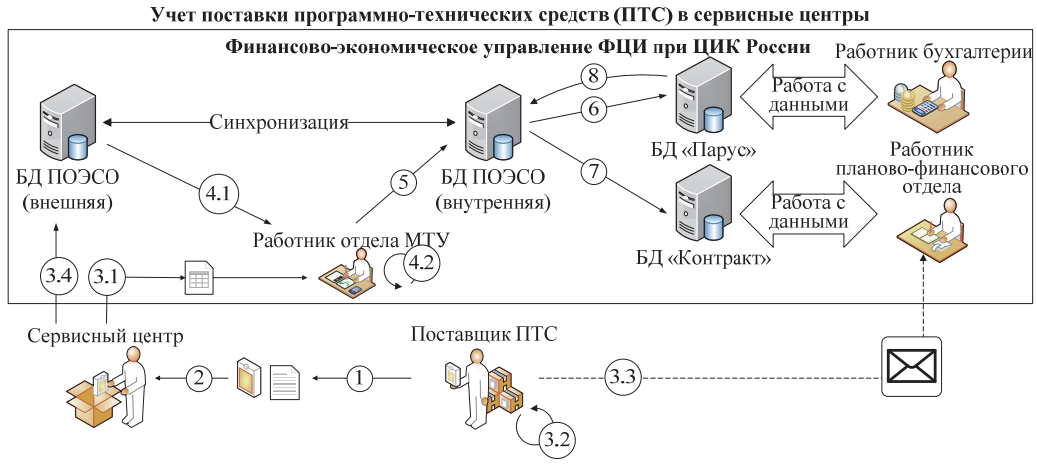 Учет поставки программно-технических средств (ПТС) в сервисные центры
Финансово-экономическое управление ФЦИ при ЦИК России
Работник бухгалтерии
8
6
Работа с
данными
Синхронизация
БД «Парус»
БД ПОЭСО
(внешняя)
4.1
5
БД ПОЭСО
(внутренняя)
7
Работник
планово-финансового
отдела
Работа с
данными
Работник отдела МТУ
БД «Контракт»
3.4
3.1
4.2
Сервисный центр
Поставщик ПТС
2
1
3.3
3.2